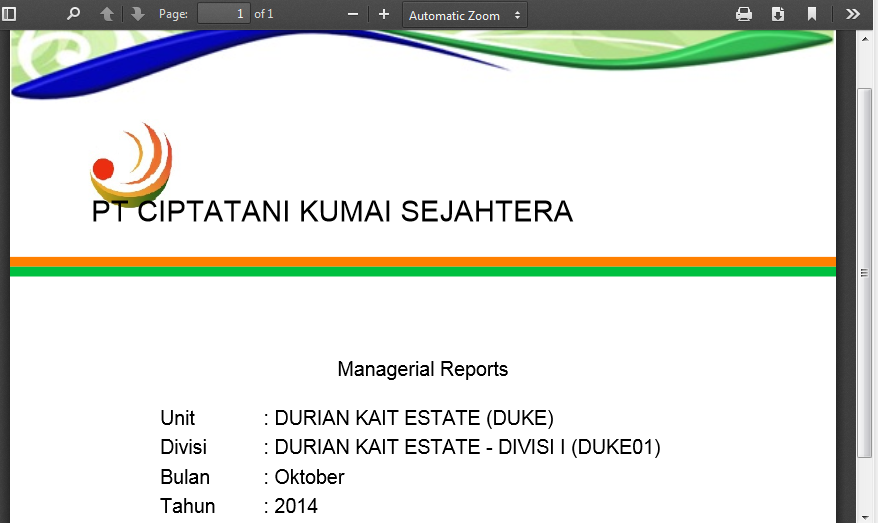 Page: 1 of 1 Automatic Zoom
PT CIPTATANI KUMAI SEJAHTERA
Managerial Reports
Unit : DURIAN KAIT ESTATE (DUKE)
Divisi : DURIAN KAIT ESTATE - DIVISI I (DUKE01)
Bulan : Oktober
Tahun : 2014